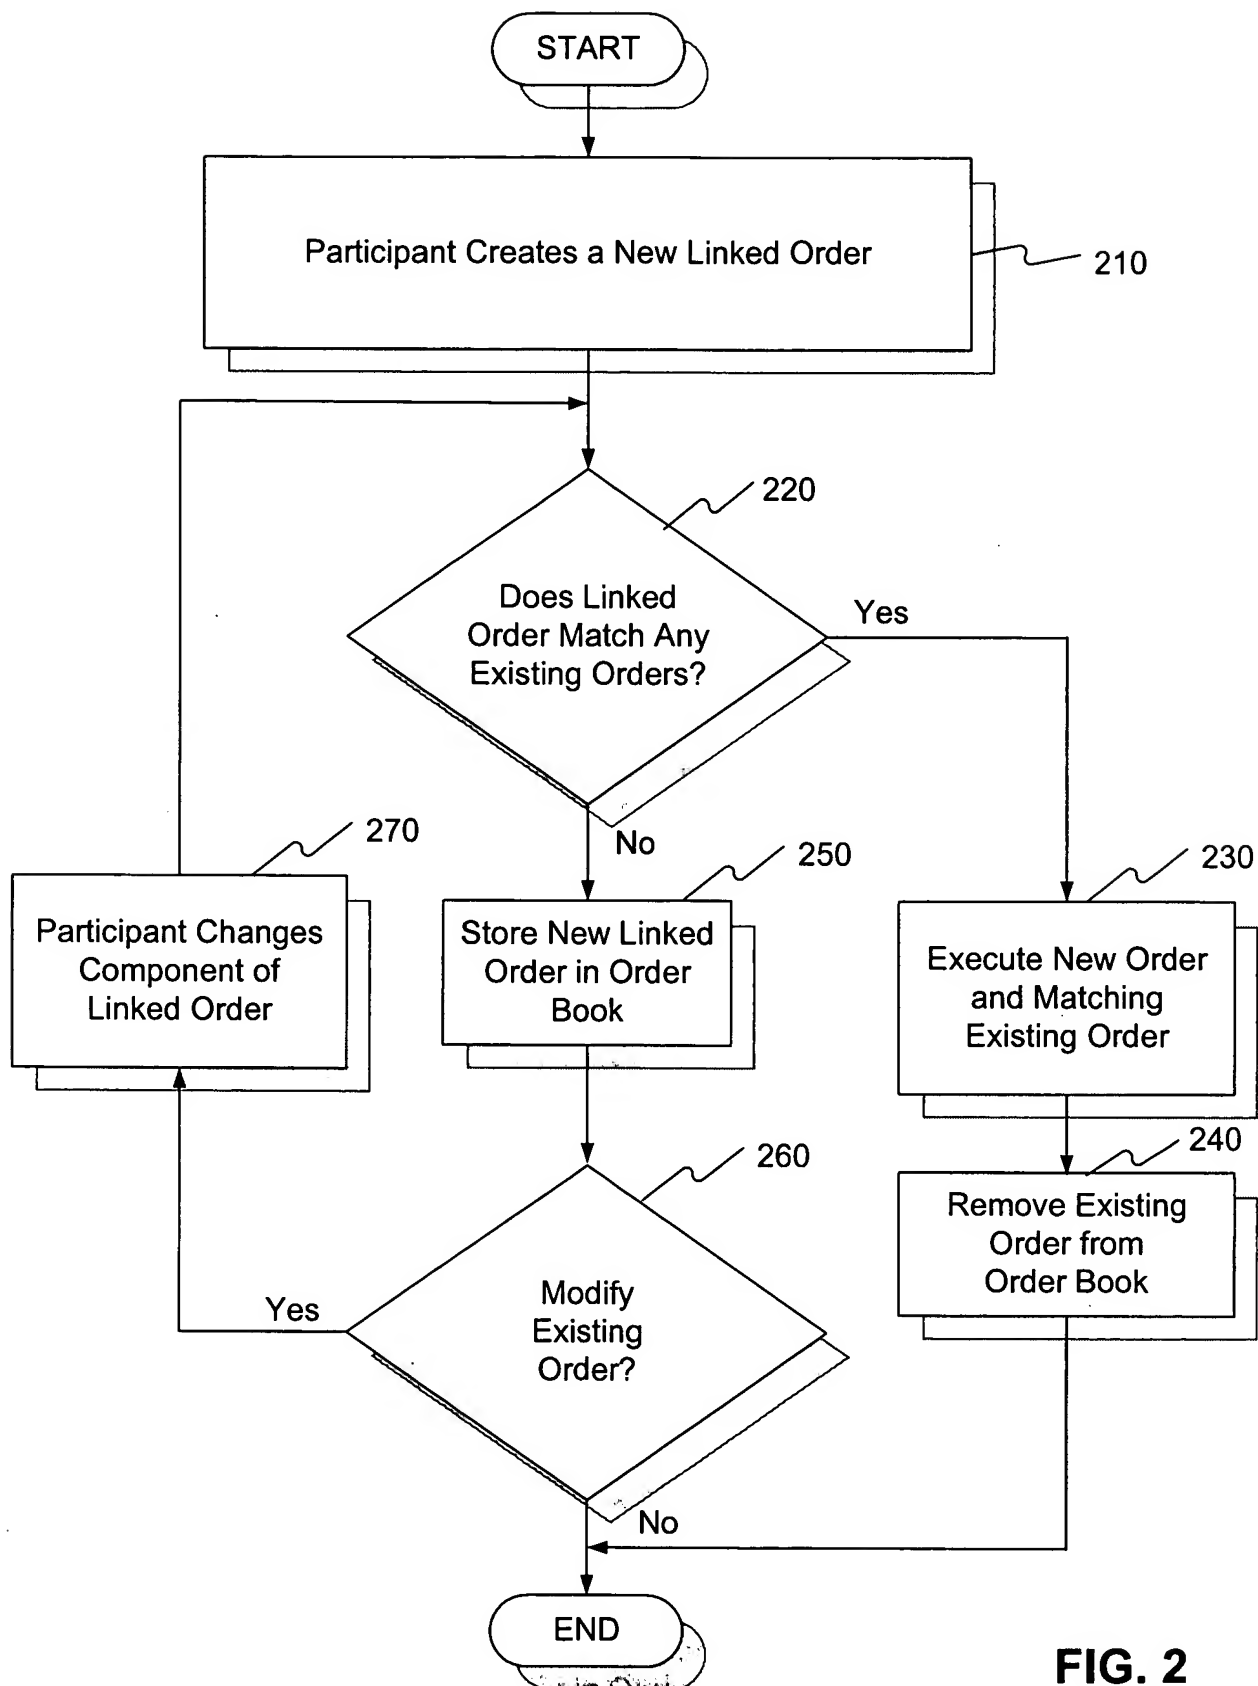 START
Participant Creates a New Linked Order
210
220
Does Linked
Order Match Any
Existing Orders?
Yes
No
270
250
230
Participant Changes
Component of
Linked Order
Store New Linked
Order in Order
Book
Execute New Order
and Matching
Existing Order
240
260
Remove Existing
Order from
Order Book
Modify
Existing
Order?
Yes
No
END
FIG. 2